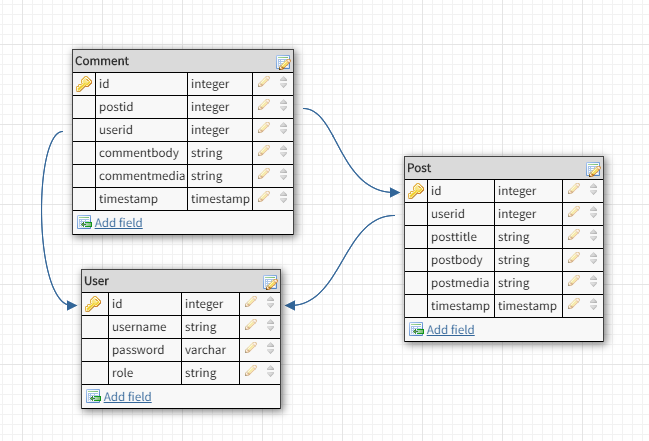 Comment
id integer
postid integer
userid integer
commentbody string
commentmedia string
timestamp timestamp
Add field
Post
id integer
userid integer
posttitle string
postbody string
postmedia string
timestamp timestamp
Add field
User
id integer
username string
password varchar
role string
Add field